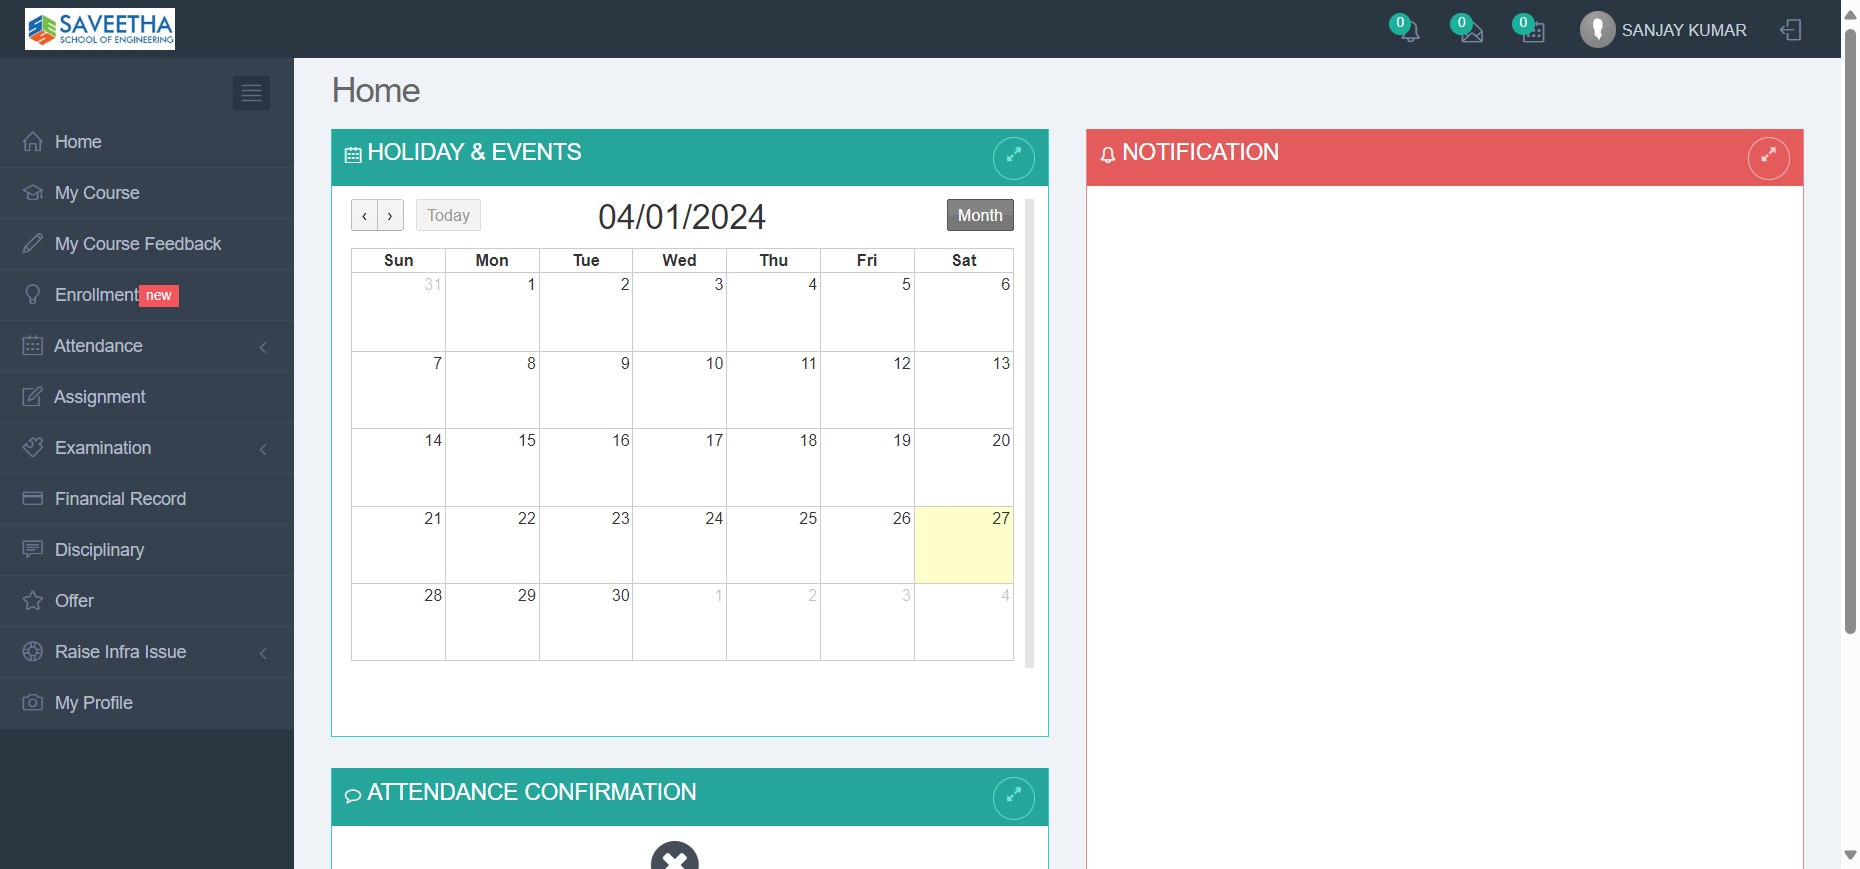 SAVEETHA
SCHOOL OF ENGINEERING
0
0
0
SANJAY KUMAR
Home
My Course
My Course Feedback
Enrollment new
Attendance
Assignment
Examination
Financial Record
Disciplinary
Offer
Raise Infra Issue
My Profile
Home
HOLIDAY & EVENTS
‹ › Today 04/01/2024 Month
Sun Mon Tue Wed Thu Fri Sat
31 1 2 3 4 5 6
7 8 9 10 11 12 13
14 15 16 17 18 19 20
21 22 23 24 25 26 27
28 29 30 1 2 3 4
ATTENDANCE CONFIRMATION
NOTIFICATION